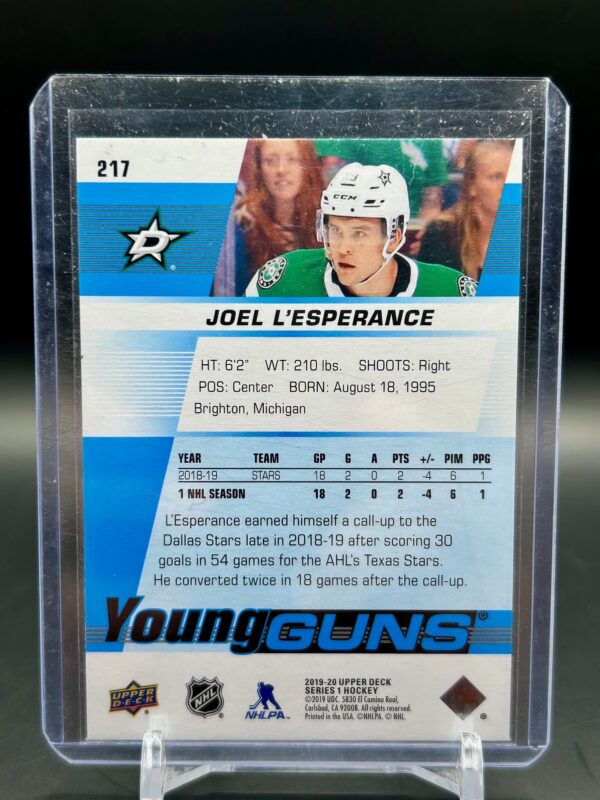 217
CCM
D
JOEL L'ESPERANCE
HT: 6'2" WT: 210 lbs. SHOOTS: Right
POS: Center BORN: August 18, 1995
Brighton, Michigan
YEAR TEAM GP G A PTS +/- PIM PPG
2018-19 STARS 18 2 0 2 -4 6 1
1 NHL SEASON 18 2 0 2 -4 6 1
L'Esperance earned himself a call-up to the
Dallas Stars late in 2018-19 after scoring 30
goals in 54 games for the AHL's Texas Stars.
He converted twice in 18 games after the call-up.
Young GUNS®
UPPER DECK
NHL
NHLPA
2019-20 UPPER DECK
SERIES 1 HOCKEY
©2019 UDC. 5830 El Camino Real,
Carlsbad, CA 92008. All rights reserved.
Printed in the USA. ©NHLPA. © NHL.